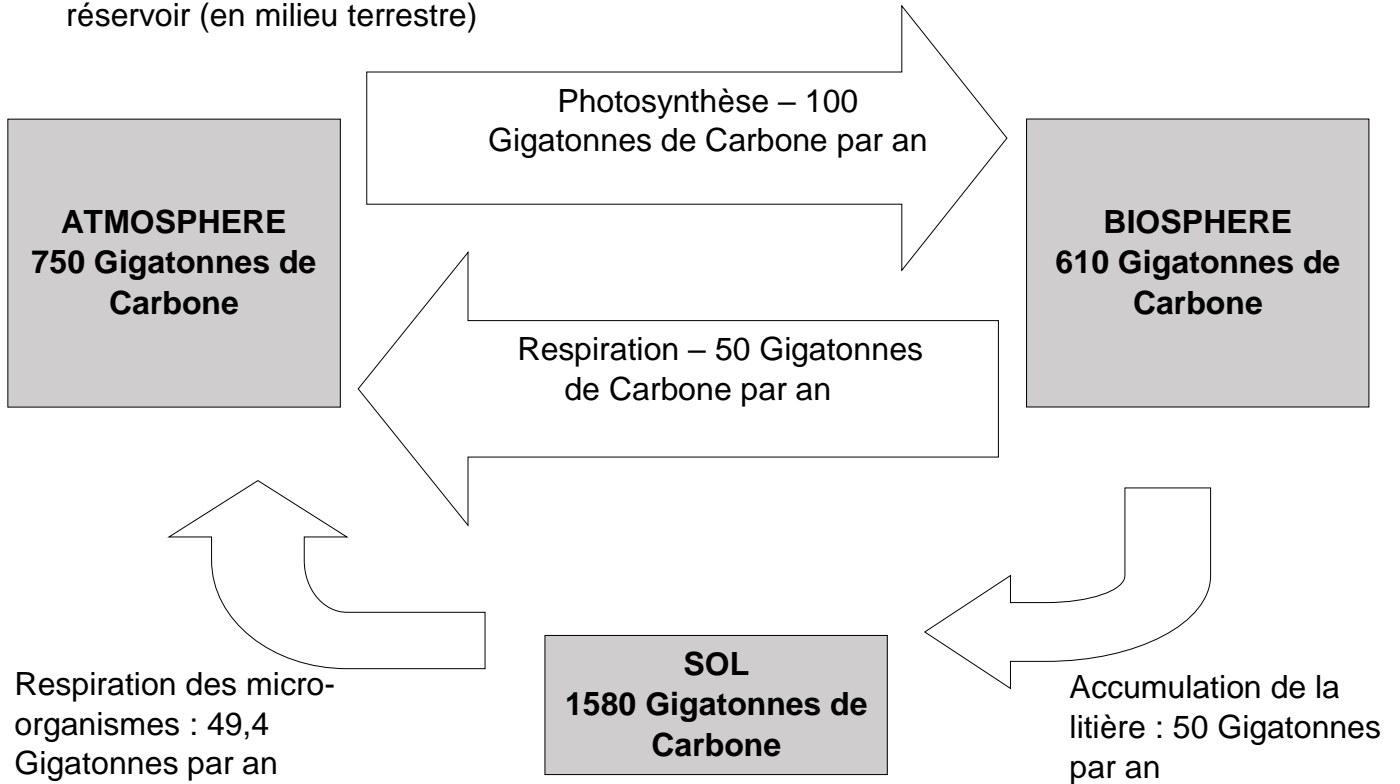 réservoir (en milieu terrestre)
Photosynthèse – 100
Gigatonnes de Carbone par an
ATMOSPHERE
750 Gigatonnes de
Carbone
BIOSPHERE
610 Gigatonnes de
Carbone
Respiration – 50 Gigatonnes
de Carbone par an
Respiration des micro-
organismes : 49,4
Gigatonnes par an
SOL
1580 Gigatonnes de
Carbone
Accumulation de la
litière : 50 Gigatonnes
par an